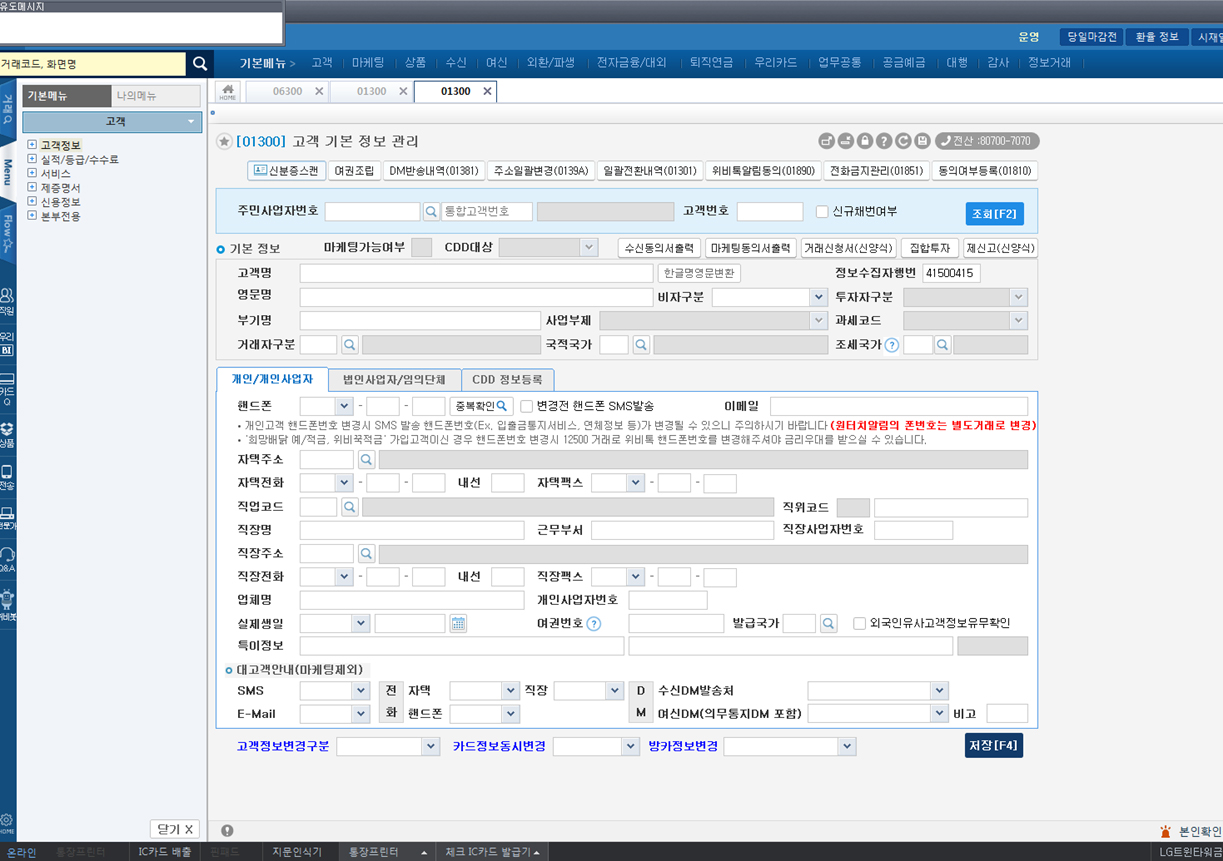 유도메시지
운영 당일마감전 환율 정보
거래코드, 화면명
기본메뉴 > 고객 마케팅 상품 수신 여신 외환/파생 전자금융/대외 퇴직연금 우리카드 업무공통 공금예금 대행 감사 정보거래
기본메뉴 나의메뉴
HOME 06300 X 01300 X 01300 X
고객
고객정보
실적/등급/수수료
서비스
제증명서
신용정보
본부전용
거래Q
Menu
Flow
직원
우리
BI
카드
Q
상품
전송
Q&A
HOME
[01300] 고객 기본 정보 관리
전산 :80700-7070
신분증스캔 여권조립 DM반송내역(01381) 주소일괄변경(0139A) 일괄전환내역(01301) 위비톡알림동의(01890) 전화금지관리(01851) 동의여부등록(01810)
주민사업자번호 통합고객번호 고객번호 신규채번여부 조회[F2]
기본 정보 마케팅가능여부 CDD대상 수신동의서출력 마케팅동의서출력 거래신청서(신양식) 집합투자 제신고(신양식)
고객명 한글명영문변환 정보수집자행번 41500415
영문명 비자구분 투자자구분
부기명 사업부제 과세코드
거래자구분 국적국가 조세국가 ?
개인/개인사업자 법인사업자/임의단체 CDD 정보등록
핸드폰 - - 중복확인 변경전 핸드폰 SMS발송 이메일
• 개인고객 핸드폰번호 변경시 SMS 발송 핸드폰번호(Ex, 입출금통지서비스, 연체정보 등)가 변경될 수 있으니 주의하시기 바랍니다 (원터치알림의 폰번호는 별도거래로 변경)
• '희망배달 예/적금, 위비꾹적금' 가입고객이신 경우 핸드폰번호 변경시 12500 거래로 위비톡 핸드폰번호를 변경해주셔야 금리우대를 받으실 수 있습니다.
자택주소
자택전화 - - 내선 자택팩스 - -
직업코드 직위코드
직장명 근무부서 직장사업자번호
직장주소
직장전화 - - 내선 직장팩스 - -
업체명 개인사업자번호
실제생일 여권번호 ? 발급국가 외국인유사고객정보유무확인
특이정보
대고객안내(마케팅제외)
SMS 전 자택 직장 D 수신DM발송처
E-Mail 화 핸드폰 M 여신DM(의무통지DM 포함) 비고
고객정보변경구분 카드정보동시변경 방카정보변경 저장[F4]
닫기 X
본인확인
온라인 통장프린터 IC카드 배출 핀패드 지문인식기 통장프린터 체크 IC카드 발급기